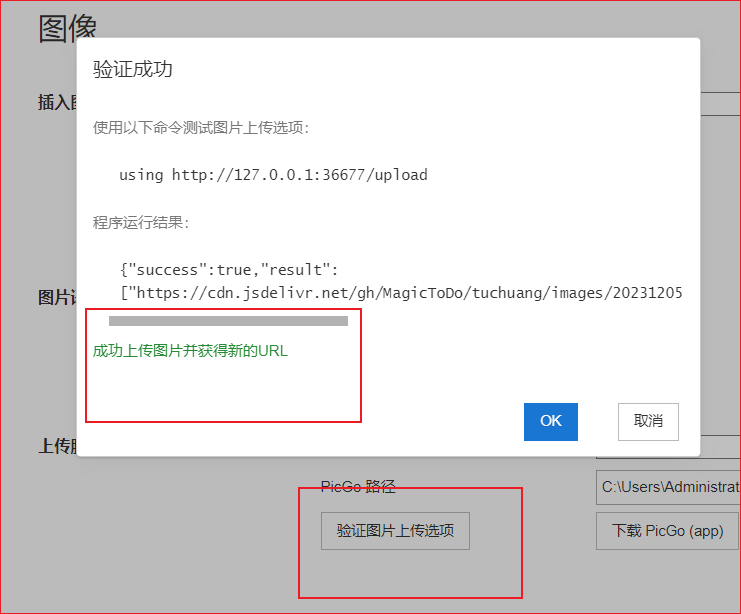 图像
验证成功
插入
使用以下命令测试图片上传选项：
using http://127.0.0.1:36677/upload
程序运行结果：
{"success":true,"result":
["https://cdn.jsdelivr.net/gh/MagicToDo/tuchuang/images/20231205
图片
成功上传图片并获得新的URL
OK
取消
上传
PicGo 路径
C:\Users\Administrat
验证图片上传选项
下载 PicGo (app)